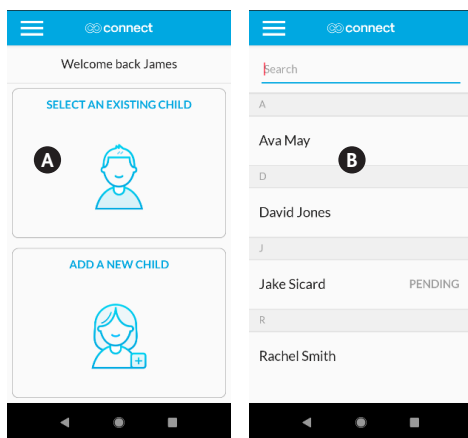 connect
Welcome back James
SELECT AN EXISTING CHILD
A
ADD A NEW CHILD
connect
Search
A
Ava May
B
D
David Jones
J
Jake Sicard PENDING
R
Rachel Smith